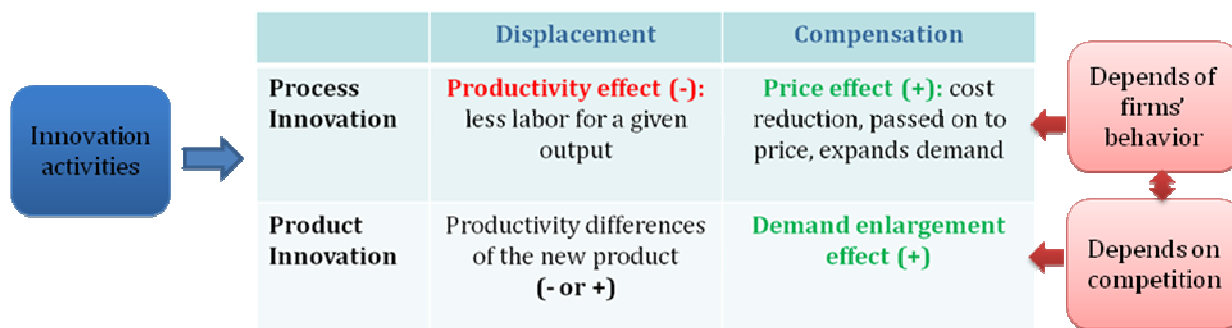 Innovation
activities
Displacement
Compensation
Process
Innovation
Productivity effect (-):
less labor for a given
output
Price effect (+): cost
reduction, passed on to
price, expands demand
Product
Innovation
Productivity differences
of the new product
(- or +)
Demand enlargement
effect (+)
Depends of
firms'
behavior
Depends on
competition